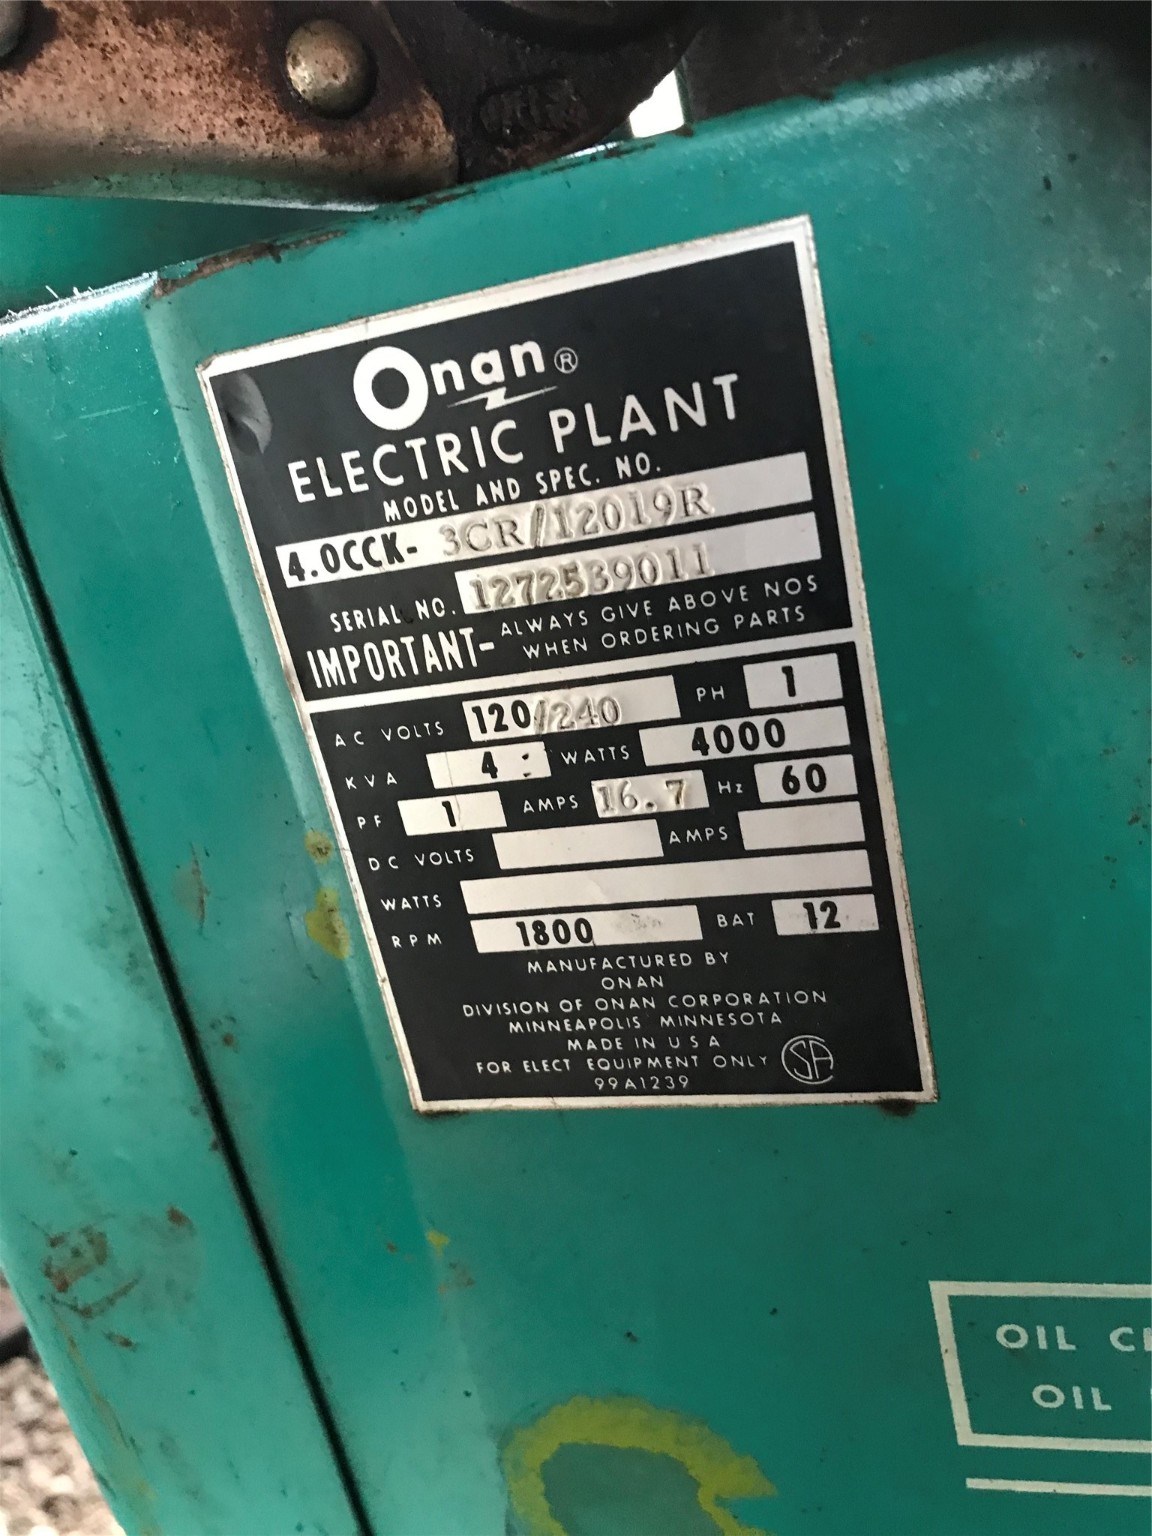 Onan®
ELECTRIC PLANT
MODEL AND SPEC. NO.
4.0CCK- 3CR/12019R
SERIAL NO. 1272539011
IMPORTANT- ALWAYS GIVE ABOVE NOS
WHEN ORDERING PARTS
AC VOLTS 120/240 PH 1
KVA 4 : WATTS 4000
PF 1 AMPS 16.7 Hz 60
DC VOLTS AMPS
WATTS
RPM 1800 BAT 12
MANUFACTURED BY
ONAN
DIVISION OF ONAN CORPORATION
MINNEAPOLIS MINNESOTA
MADE IN U S A
FOR ELECT EQUIPMENT ONLY SA
99A1239
OIL
OIL